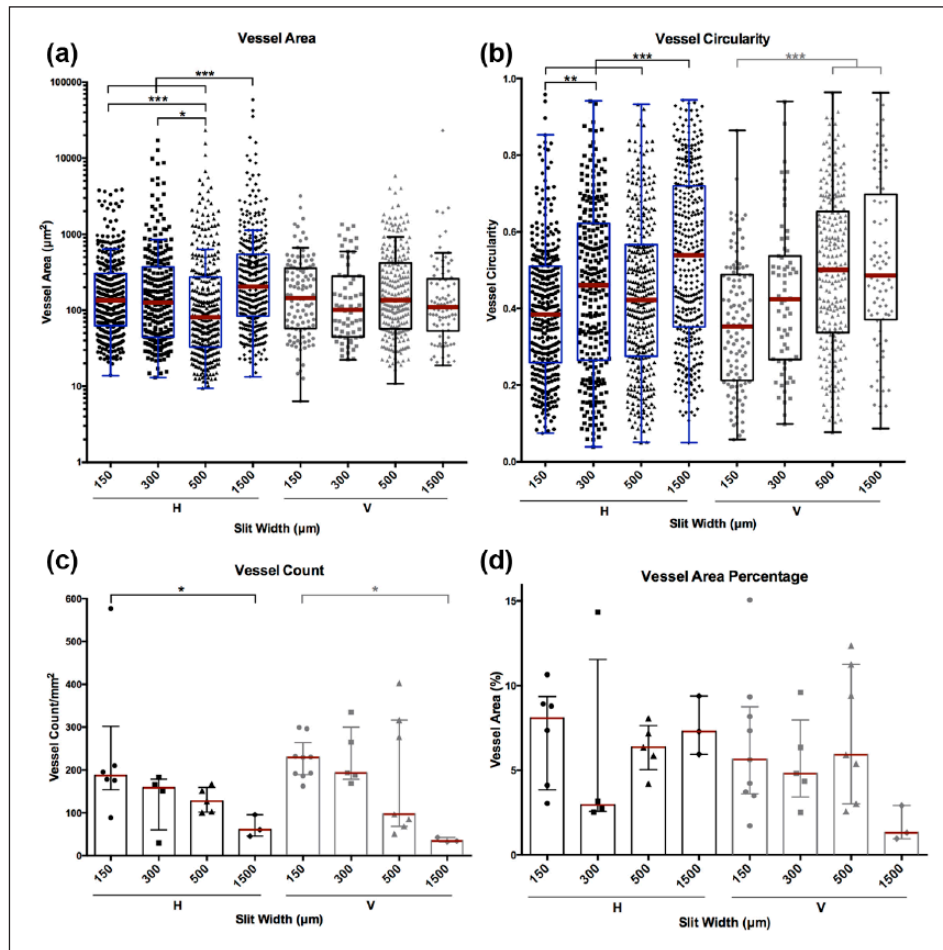 (a)
Vessel Area
***
***
*
Vessel Area (µm²)
100000
10000
1000
100
10
1
150
300
500
1500
150
300
500
1500
H
V
Slit Width (µm)
(b)
Vessel Circularity
***
**
***
Vessel Circularity
1.0
0.8
0.6
0.4
0.2
0.0
150
300
500
1500
150
300
500
1500
H
V
Slit Width (µm)
(c)
Vessel Count
*
*
Vessel Count/mm²
600
500
400
300
200
100
0
150
300
500
1500
150
300
500
1500
H
V
Slit Width (µm)
(d)
Vessel Area Percentage
Vessel Area (%)
15
10
5
0
150
300
500
1500
150
300
500
1500
H
V
Slit Width (µm)